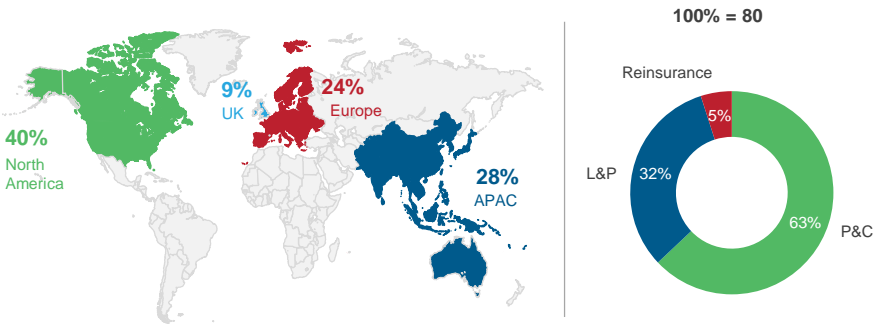 40%
North
America
9%
UK
24%
Europe
28%
APAC
100% = 80
Reinsurance
5%
L&P
32%
63%
P&C